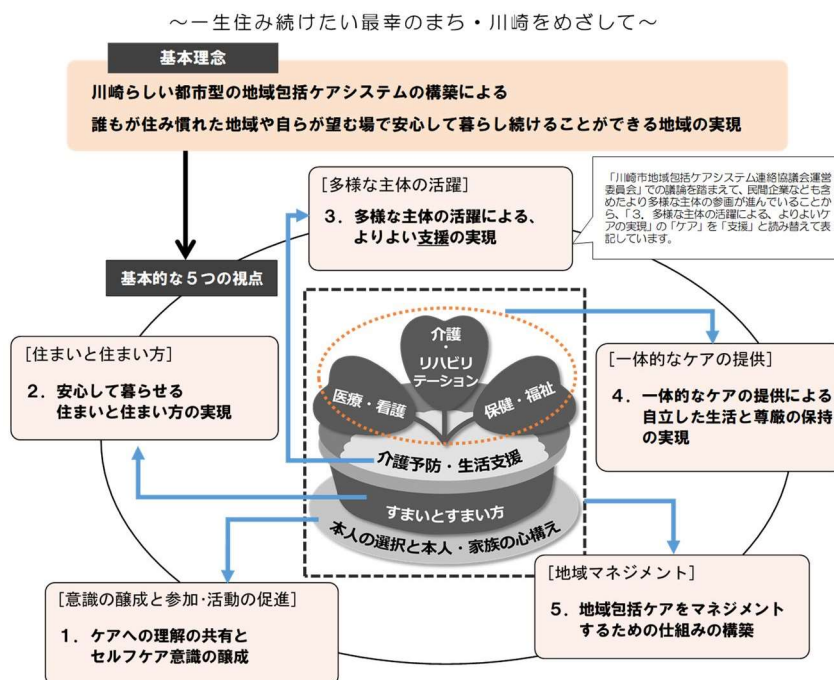 ～一生住み続けたい最幸のまち・川崎をめざして～
基本理念
川崎らしい都市型の地域包括ケアシステムの構築による
誰もが住み慣れた地域や自らが望む場で安心して暮らし続けることができる地域の実現
[多様な主体の活躍]
3．多様な主体の活躍による、
よりよい支援の実現
「川崎市地域包括ケアシステム連絡協議会運営
委員会」での議論を踏まえて、民間企業なども含
めたより多様な主体の参画が進んでいることか
ら、「3．多様な主体の活躍による、よりよいケ
アの実現」の「ケア」を「支援」と読み替えて表
記しています。
基本的な５つの視点
[住まいと住まい方]
2．安心して暮らせる
住まいと住まい方の実現
介護
・
リハビリ
テーション
医療・看護
保健・福祉
介護予防・生活支援
すまいとすまい方
本人の選択と本人・家族の心構え
[一体的なケアの提供]
4．一体的なケアの提供による
自立した生活と尊厳の保持
の実現
[意識の醸成と参加･活動の促進]
1．ケアへの理解の共有と
セルフケア意識の醸成
[地域マネジメント]
5．地域包括ケアをマネジメント
するための仕組みの構築